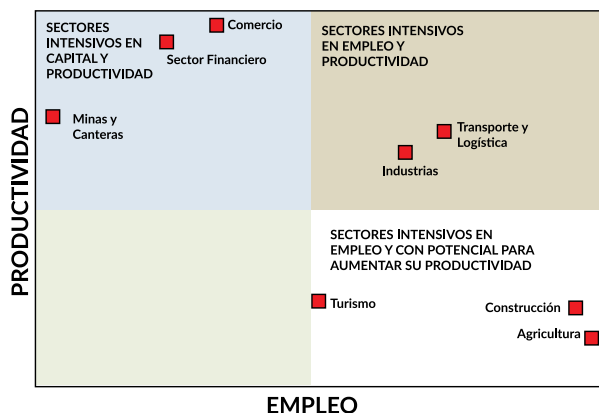 SECTORES
INTENSIVOS EN
CAPITAL Y
PRODUCTIVIDAD
Comercio
Sector Financiero
Minas y
Canteras
SECTORES INTENSIVOS
EN EMPLEO Y
PRODUCTIVIDAD
Transporte y
Logística
Industrias
SECTORES INTENSIVOS EN
EMPLEO Y CON POTENCIAL PARA
AUMENTAR SU PRODUCTIVIDAD
Turismo
Construcción
Agricultura
PRODUCTIVIDAD
EMPLEO